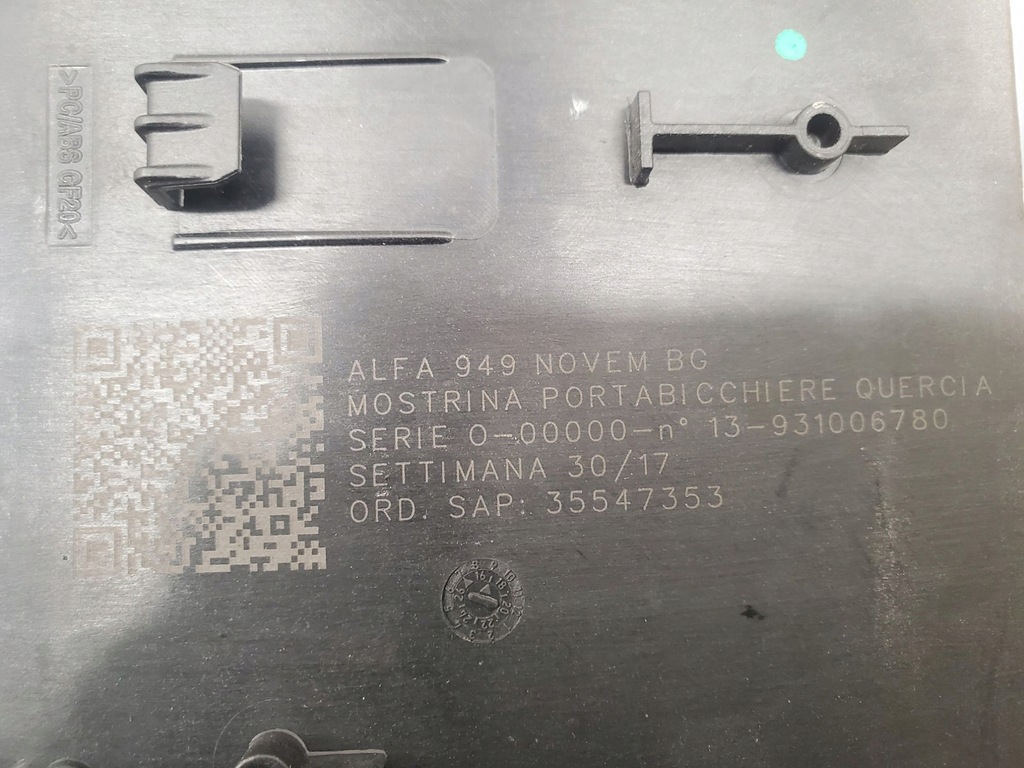 >PC/ABS GF20<
ALFA 949 NOVEM BG
MOSTRINA PORTABICCHIERE QUERCIA
SERIE O-00000-n° 13-931006780
SETTIMANA 30/17
ORD. SAP: 35547353